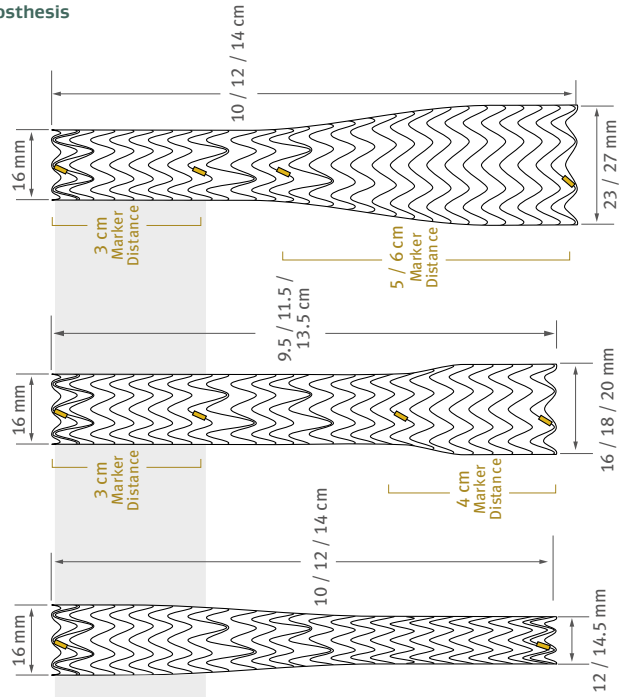 osthesis
16 mm
10 / 12 / 14 cm
3 cm
Marker
Distance
5 / 6 cm
Marker
Distance
23 / 27 mm
16 mm
9.5 / 11.5 /
13.5 cm
3 cm
Marker
Distance
4 cm
Marker
Distance
16 / 18 / 20 mm
16 mm
10 / 12 / 14 cm
12 / 14.5 mm